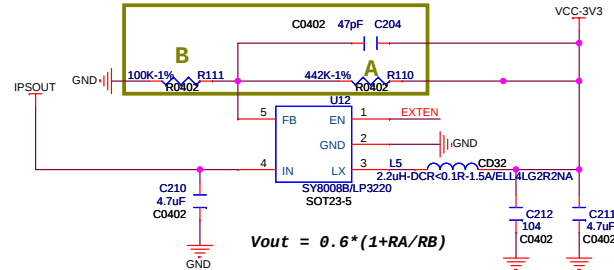 VCC-3V3
C0402 47pF C204
B A
GND 100K-1% R111 442K-1% R110
R0402 R0402
IPSOUT
U12
5 FB EN 1 EXTEN
GND 2 GND
4 IN LX 3 L5 CD32
2.2uH-DCR<0.1R-1.5A/ELL4LG2R2NA
SY8008B/LP3220
SOT23-5
C210
4.7uF
C0402
GND
C212
104
C0402
C211
4.7uF
C0402
Vout = 0.6*(1+RA/RB)